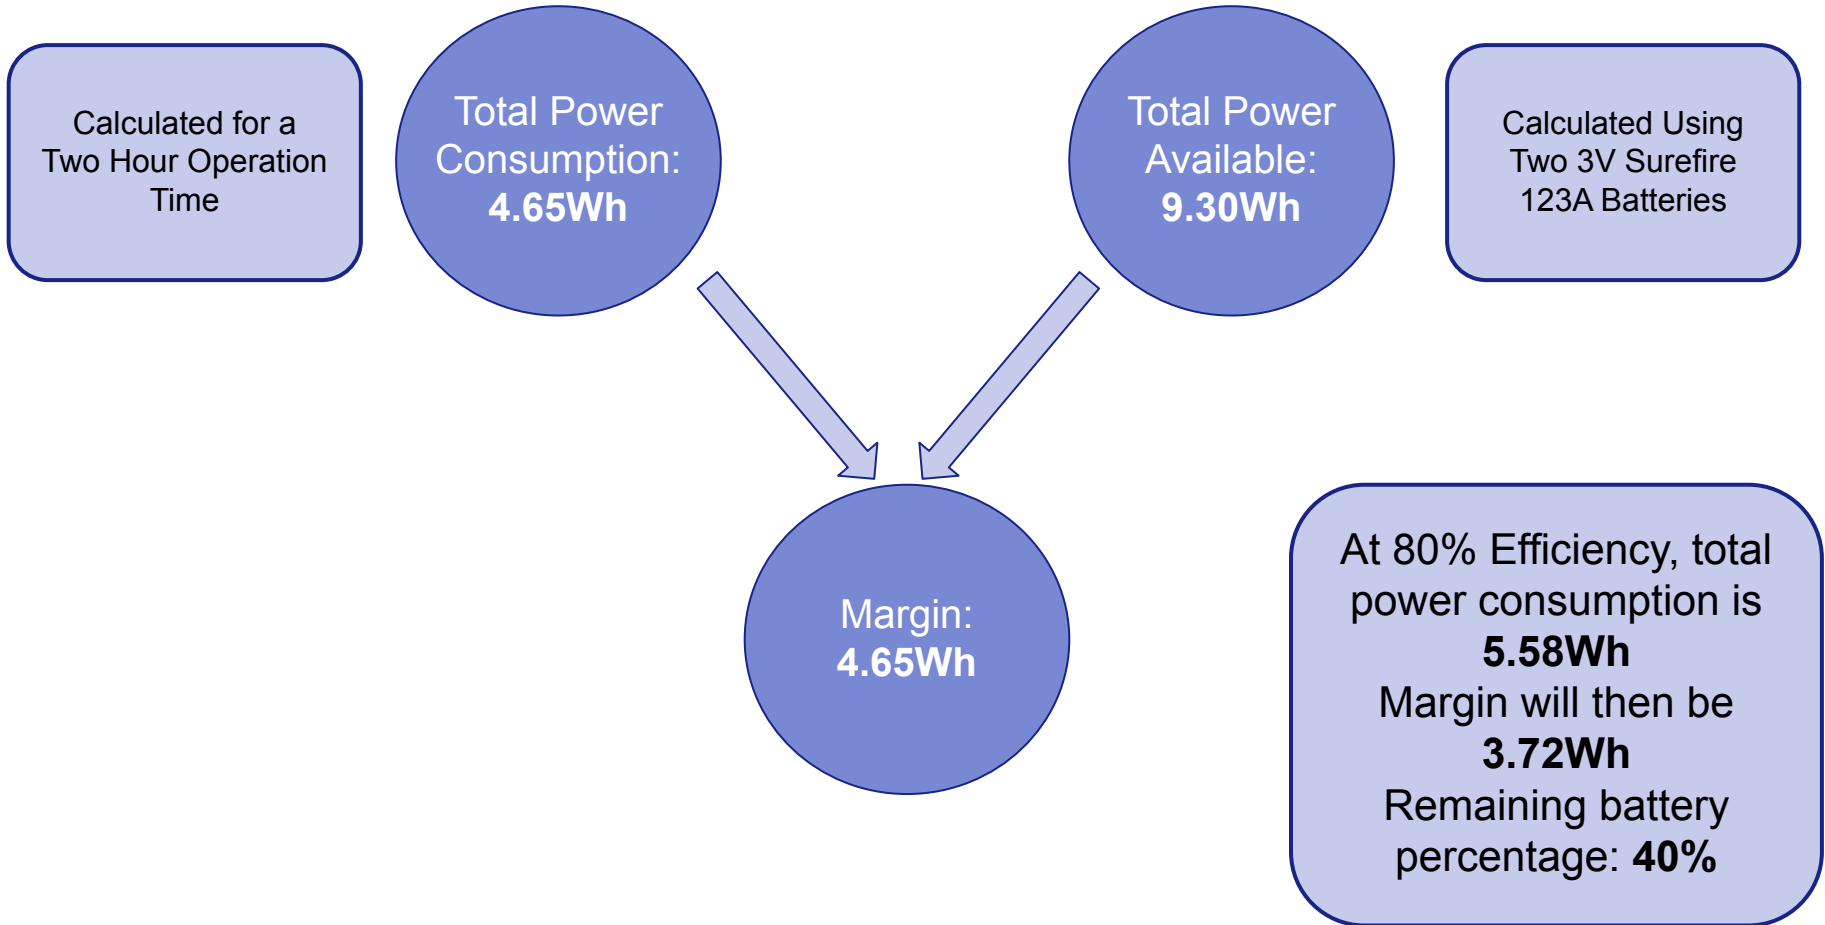 Calculated for a
Two Hour Operation
Time
Total Power
Consumption:
4.65Wh
Total Power
Available:
9.30Wh
Calculated Using
Two 3V Surefire
123A Batteries
Margin:
4.65Wh
At 80% Efficiency, total
power consumption is
5.58Wh
Margin will then be
3.72Wh
Remaining battery
percentage: 40%